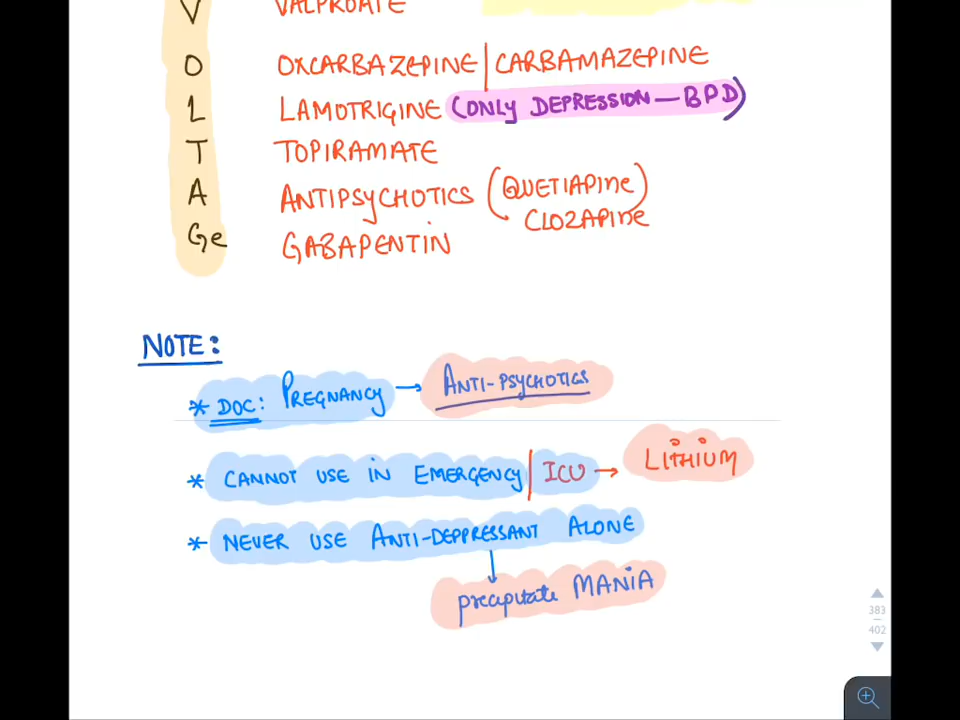 V VALPROATE
O OXCARBAZEPINE | CARBAMAZEPINE
L LAMOTRIGINE (ONLY DEPRESSION — BPD)
T TOPIRAMATE
A ANTIPSYCHOTICS (QUETIAPINE)
CLOZAPINE
Ge GABAPENTIN
NOTE:
* DOC: PREGNANCY → ANTI-PSYCHOTICS
* CANNOT USE IN EMERGENCY | ICU → LITHIUM
* NEVER USE ANTI-DEPPRESSANT ALONE
↓
precapitate MANIA
383
402